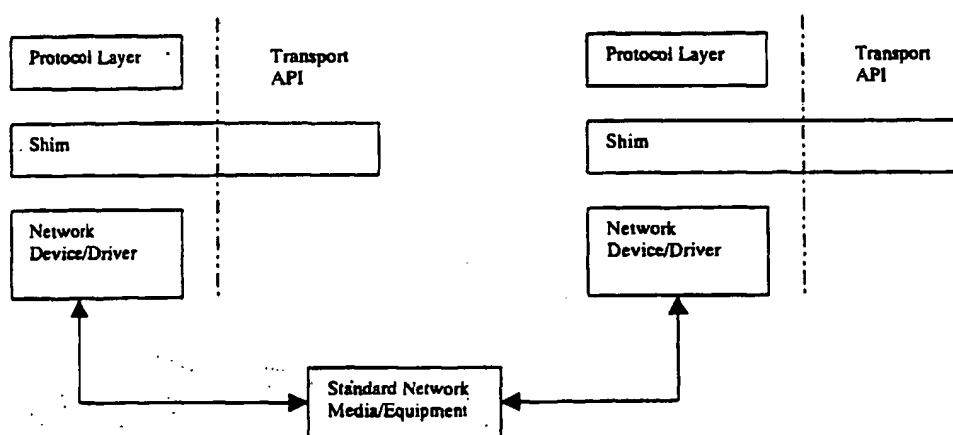 Protocol Layer
Transport
API
Shim
Network
Device/Driver
Protocol Layer
Transport
API
Shim
Network
Device/Driver
Standard Network
Media/Equipment